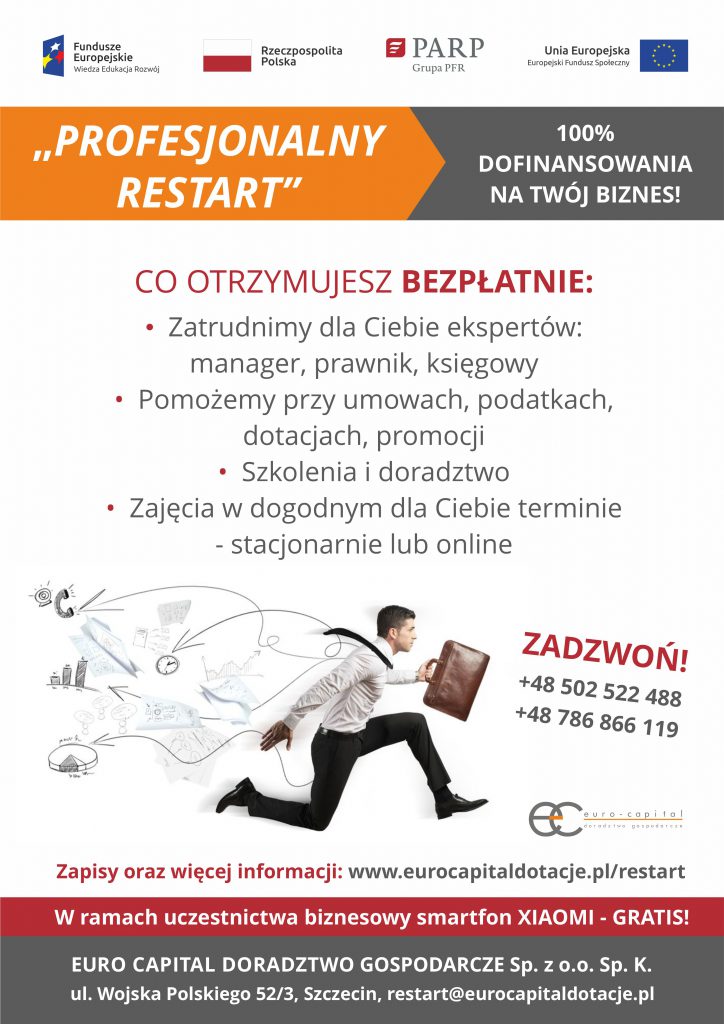 Fundusze
Europejskie
Wiedza Edukacja Rozwój
Rzeczpospolita
Polska
PARP
Grupa PFR
Unia Europejska
Europejski Fundusz Społeczny
„PROFESJONALNY
RESTART”
100%
DOFINANSOWANIA
NA TWÓJ BIZNES!
CO OTRZYMUJESZ BEZPŁATNIE:
• Zatrudnimy dla Ciebie ekspertów:
manager, prawnik, księgowy
• Pomożemy przy umowach, podatkach,
dotacjach, promocji
• Szkolenia i doradztwo
• Zajęcia w dogodnym dla Ciebie terminie
- stacjonarnie lub online
ZADZWOŃ!
+48 502 522 488
+48 786 866 119
ec euro-capital
doradztwo gospodarcze
Zapisy oraz więcej informacji: www.eurocapitaldotacje.pl/restart
W ramach uczestnictwa biznesowy smartfon XIAOMI - GRATIS!
EURO CAPITAL DORADZTWO GOSPODARCZE Sp. z o.o. Sp. K.
ul. Wojska Polskiego 52/3, Szczecin, restart@eurocapitaldotacje.pl